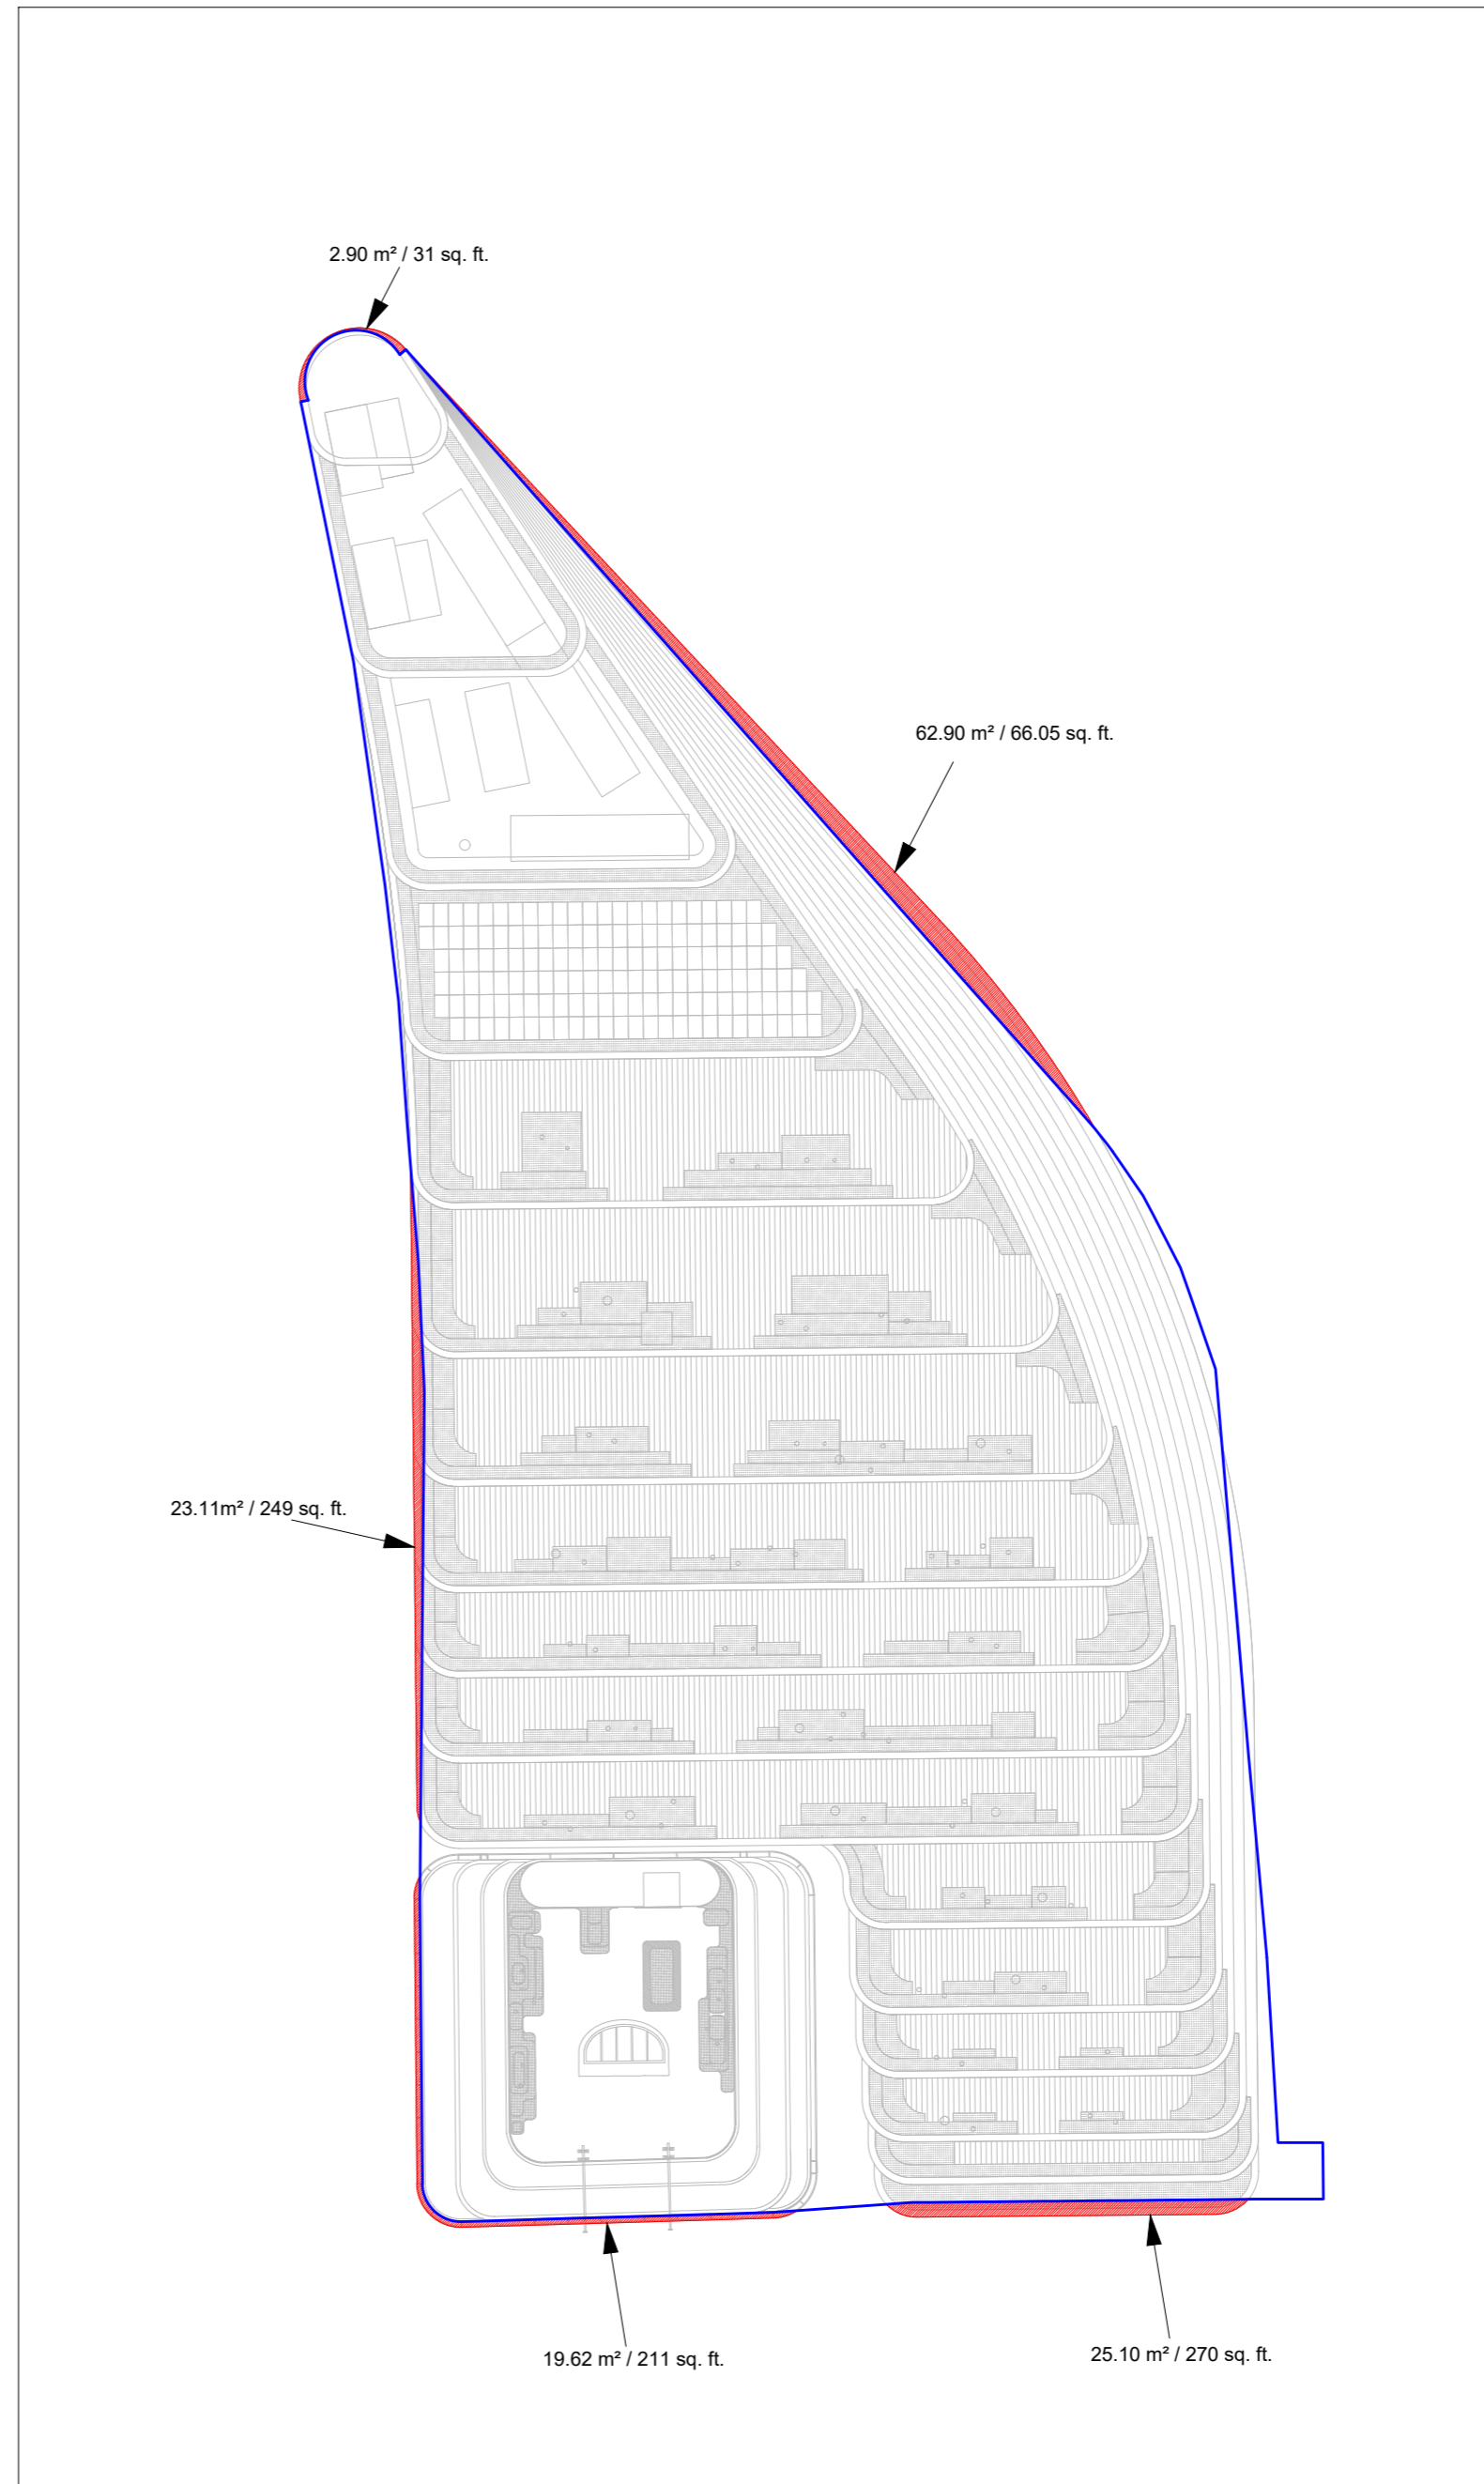 2.90 m² / 31 sq. ft.
62.90 m² / 66.05 sq. ft.
23.11m² / 249 sq. ft.
19.62 m² / 211 sq. ft.
25.10 m² / 270 sq. ft.